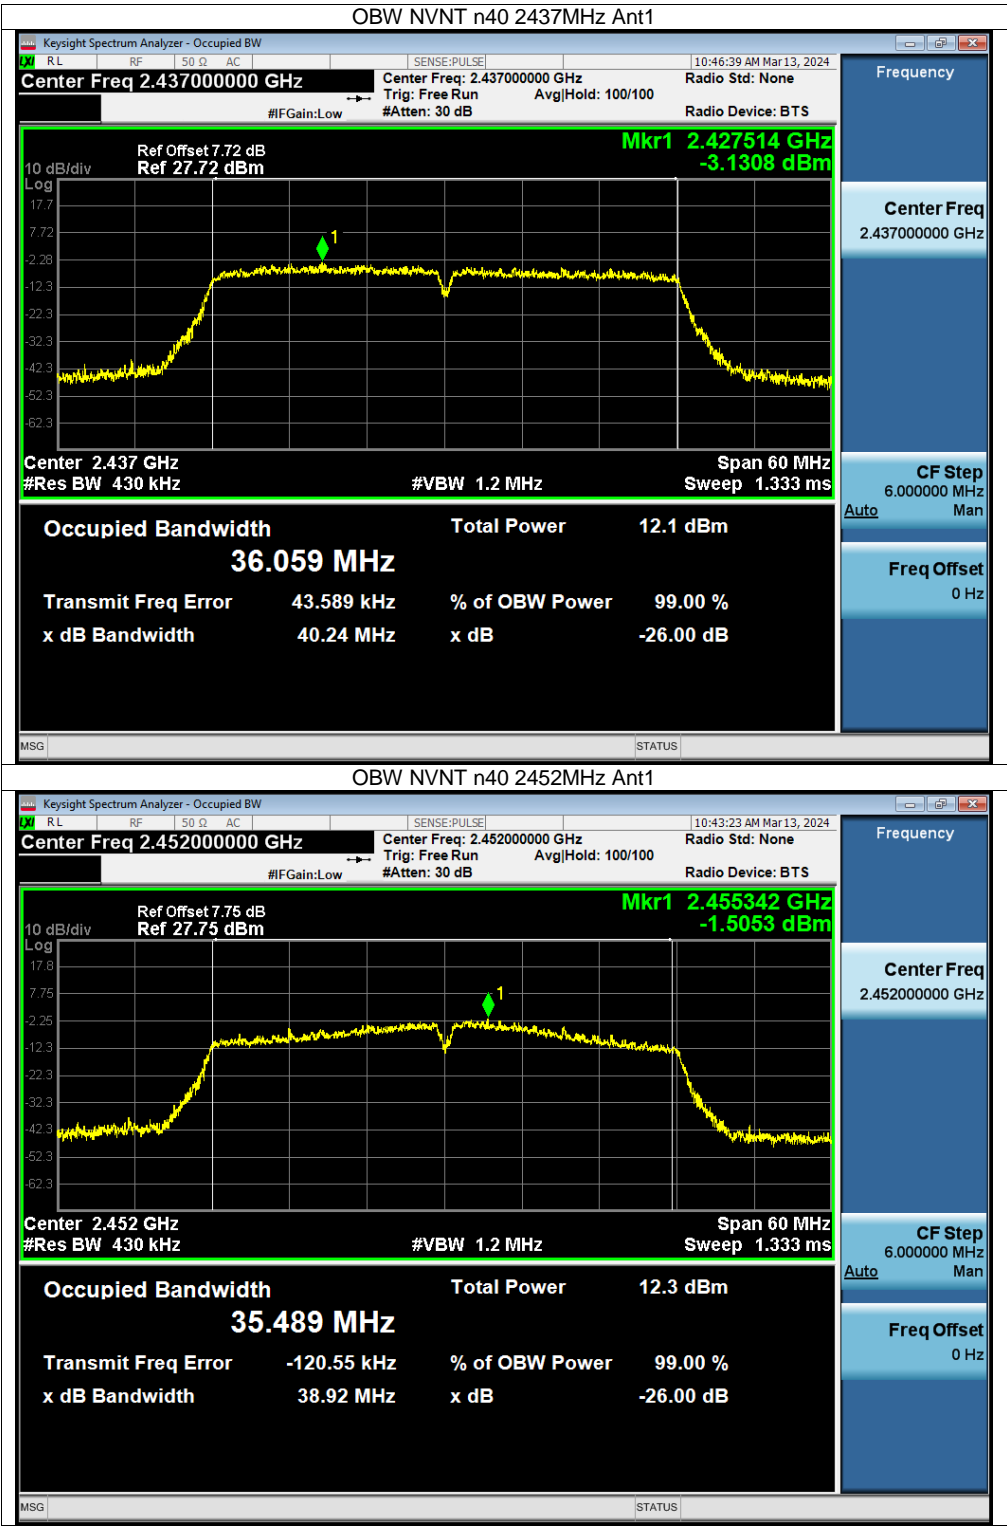 OBW NVNT n40 2437MHz Ant1
Keysight Spectrum Analyzer - Occupied BW
LXI RL RF 50 Ω AC SENSE:PULSE 10:46:39 AM Mar 13, 2024
Center Freq 2.437000000 GHz
Center Freq: 2.437000000 GHz
Radio Std: None
Trig: Free Run Avg|Hold: 100/100
#IFGain:Low
#Atten: 30 dB
Radio Device: BTS
Frequency
Mkr1 2.427514 GHz
-3.1308 dBm
Ref Offset 7.72 dB
10 dB/div Ref 27.72 dBm
Log
17.7
7.72
-2.28
-12.3
-22.3
-32.3
-42.3
-52.3
-62.3
1
Center 2.437 GHz Span 60 MHz
#Res BW 430 kHz #VBW 1.2 MHz Sweep 1.333 ms
Center Freq
2.437000000 GHz
CF Step
6.000000 MHz
Auto Man
Freq Offset
0 Hz
Occupied Bandwidth Total Power 12.1 dBm
36.059 MHz
Transmit Freq Error 43.589 kHz % of OBW Power 99.00 %
x dB Bandwidth 40.24 MHz x dB -26.00 dB
MSG STATUS
OBW NVNT n40 2452MHz Ant1
Keysight Spectrum Analyzer - Occupied BW
LXI RL RF 50 Ω AC SENSE:PULSE 10:43:23 AM Mar 13, 2024
Center Freq 2.452000000 GHz
Center Freq: 2.452000000 GHz
Radio Std: None
Trig: Free Run Avg|Hold: 100/100
#IFGain:Low
#Atten: 30 dB
Radio Device: BTS
Frequency
Mkr1 2.455342 GHz
-1.5053 dBm
Ref Offset 7.75 dB
10 dB/div Ref 27.75 dBm
Log
17.8
7.75
-2.25
-12.3
-22.3
-32.3
-42.3
-52.3
-62.3
1
Center 2.452 GHz Span 60 MHz
#Res BW 430 kHz #VBW 1.2 MHz Sweep 1.333 ms
Center Freq
2.452000000 GHz
CF Step
6.000000 MHz
Auto Man
Freq Offset
0 Hz
Occupied Bandwidth Total Power 12.3 dBm
35.489 MHz
Transmit Freq Error -120.55 kHz % of OBW Power 99.00 %
x dB Bandwidth 38.92 MHz x dB -26.00 dB
MSG STATUS